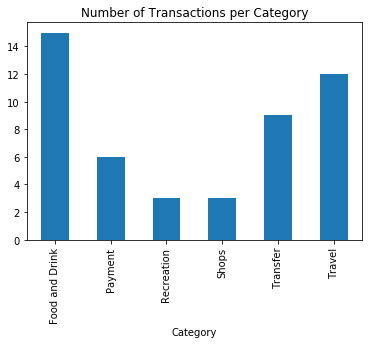 Number of Transactions per Category
14
12
10
8
6
4
2
0
Food and Drink
Payment
Recreation
Shops
Transfer
Travel
Category